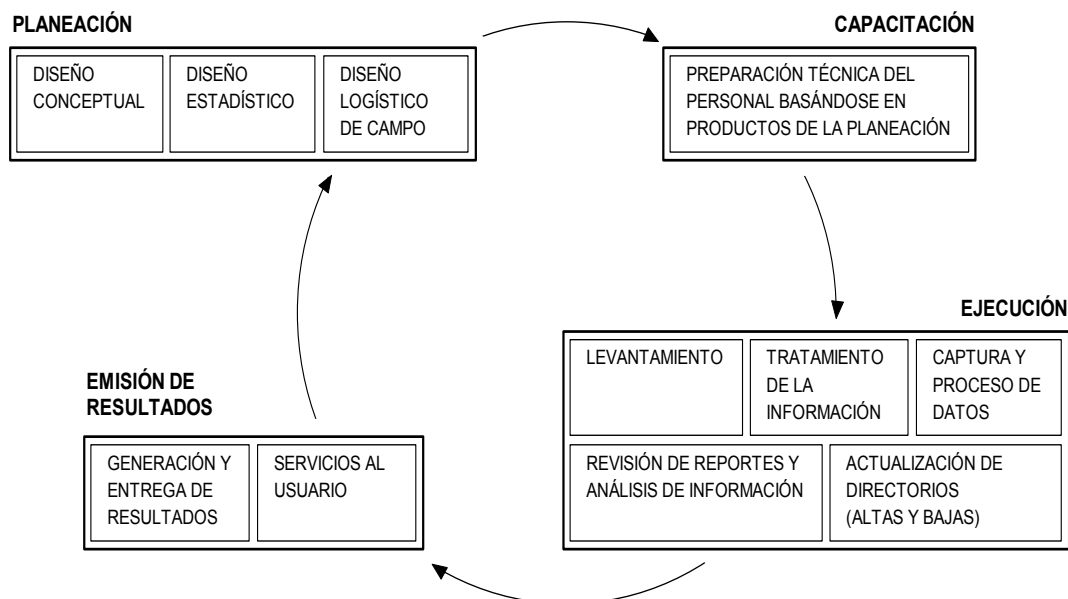 PLANEACIÓN
DISEÑO
CONCEPTUAL
DISEÑO
ESTADÍSTICO
DISEÑO
LOGÍSTICO
DE CAMPO
CAPACITACIÓN
PREPARACIÓN TÉCNICA DEL
PERSONAL BASÁNDOSE EN
PRODUCTOS DE LA PLANEACIÓN
EJECUCIÓN
LEVANTAMIENTO
TRATAMIENTO
DE LA
INFORMACIÓN
CAPTURA Y
PROCESO DE
DATOS
REVISIÓN DE REPORTES Y
ANÁLISIS DE INFORMACIÓN
ACTUALIZACIÓN DE
DIRECTORIOS
(ALTAS Y BAJAS)
EMISIÓN DE
RESULTADOS
GENERACIÓN Y
ENTREGA DE
RESULTADOS
SERVICIOS AL
USUARIO